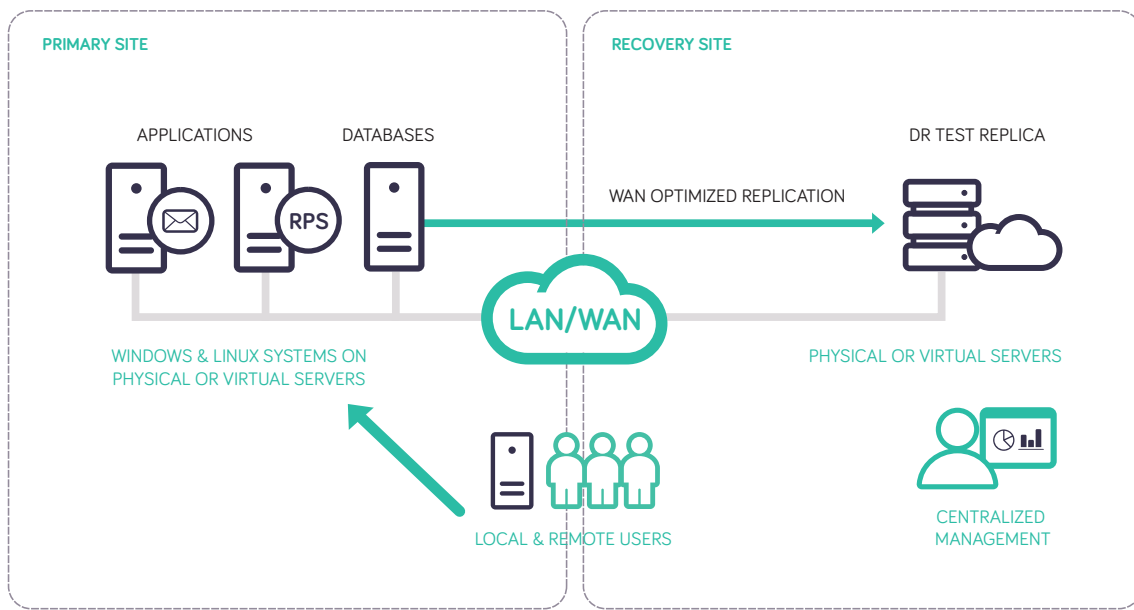 PRIMARY SITE
RECOVERY SITE
APPLICATIONS
DATABASES
DR TEST REPLICA
WAN OPTIMIZED REPLICATION
RPS
LAN/WAN
WINDOWS & LINUX SYSTEMS ON
PHYSICAL OR VIRTUAL SERVERS
PHYSICAL OR VIRTUAL SERVERS
LOCAL & REMOTE USERS
CENTRALIZED
MANAGEMENT